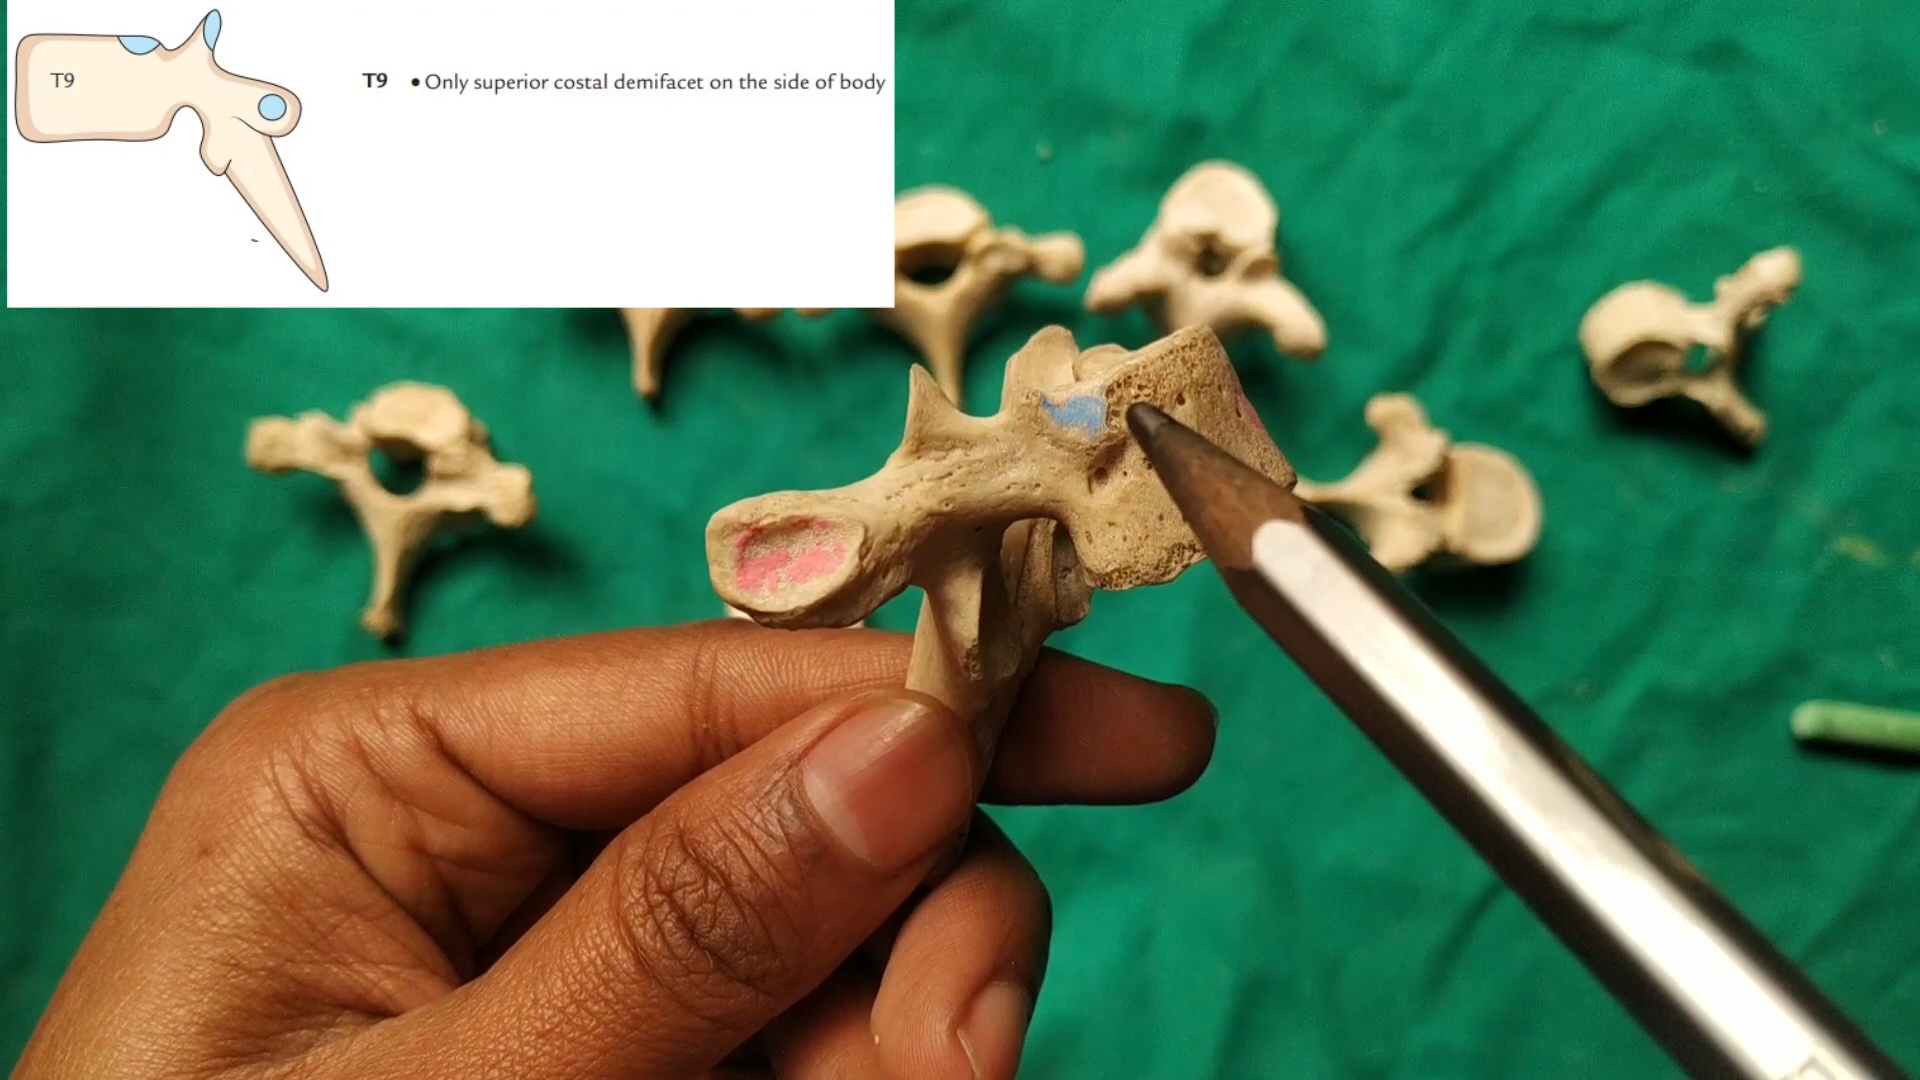 T9
T9 • Only superior costal demifacet on the side of body